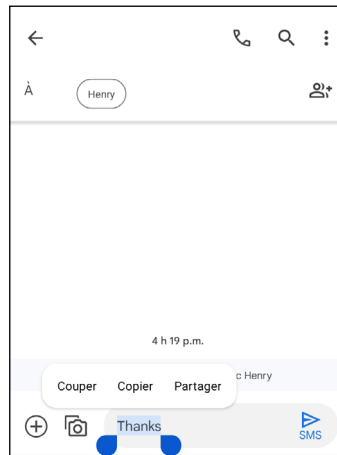 À
Henry
4 h 19 p.m.
c Henry
Couper Copier Partager
Thanks
SMS